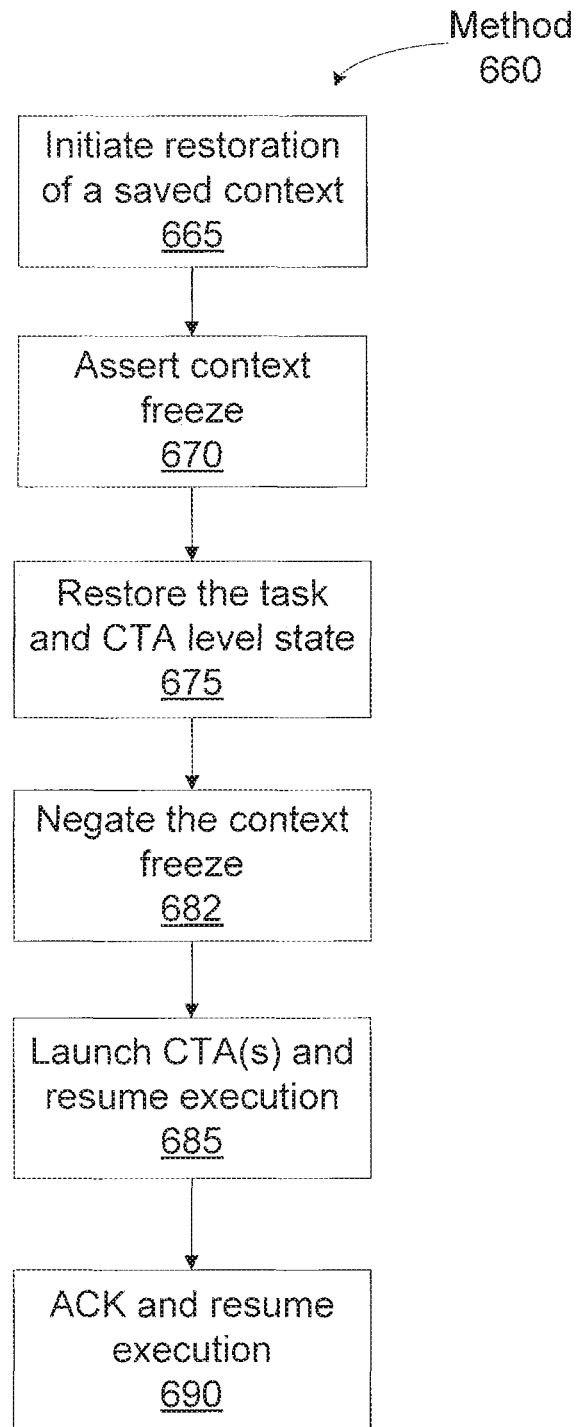 Method
660
Initiate restoration
of a saved context
665
Assert context
freeze
670
Restore the task
and CTA level state
675
Negate the context
freeze
682
Launch CTA(s) and
resume execution
685
ACK and resume
execution
690